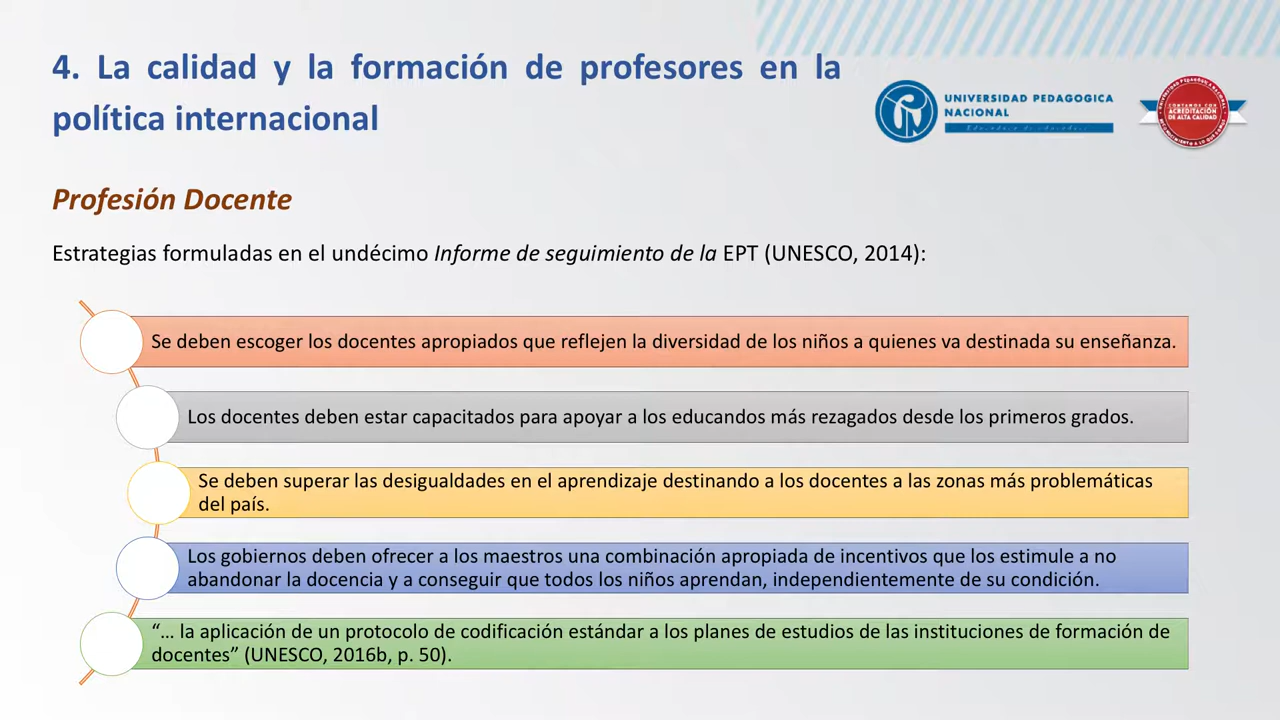 4. La calidad y la formación de profesores en la
política internacional
UNIVERSIDAD PEDAGOGICA
NACIONAL
CONTAMOS CON
ACREDITACIÓN
DE ALTA CALIDAD
Profesión Docente
Estrategias formuladas en el undécimo Informe de seguimiento de la EPT (UNESCO, 2014):
Se deben escoger los docentes apropiados que reflejen la diversidad de los niños a quienes va destinada su enseñanza.
Los docentes deben estar capacitados para apoyar a los educandos más rezagados desde los primeros grados.
Se deben superar las desigualdades en el aprendizaje destinando a los docentes a las zonas más problemáticas
del país.
Los gobiernos deben ofrecer a los maestros una combinación apropiada de incentivos que los estimule a no
abandonar la docencia y a conseguir que todos los niños aprendan, independientemente de su condición.
“... la aplicación de un protocolo de codificación estándar a los planes de estudios de las instituciones de formación de
docentes” (UNESCO, 2016b, p. 50).